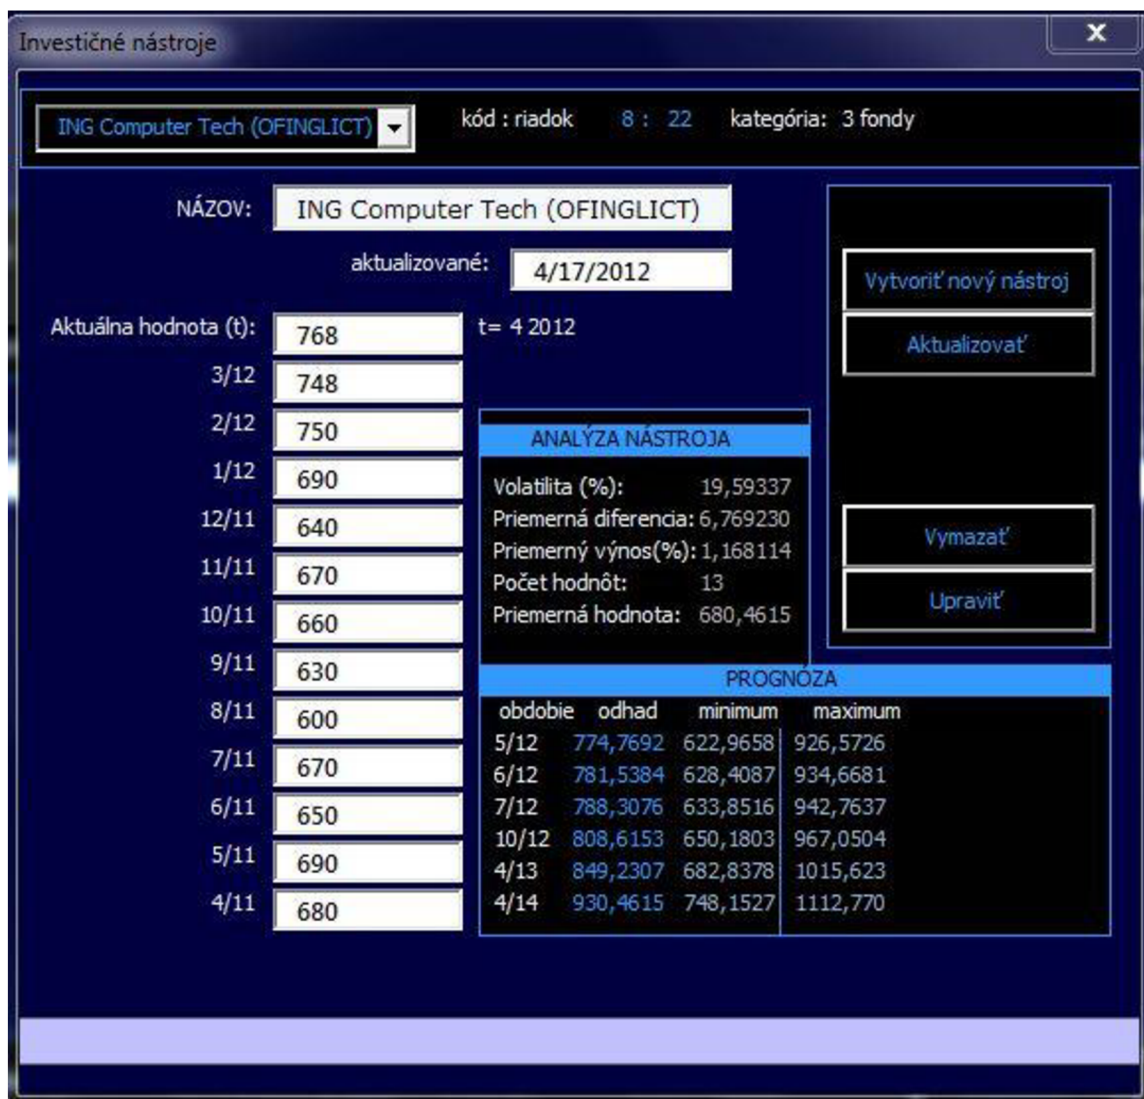 Investičné nástroje
ING Computer Tech (OFINGLICT) kód : riadok 8 : 22 kategória: 3 fondy
NÁZOV: ING Computer Tech (OFINGLICT)
aktualizované: 4/17/2012
Vytvoriť nový nástroj
Aktualizovať
Vymazať
Upraviť
Aktuálna hodnota (t): 768 t= 4 2012
3/12 748
2/12 750
1/12 690
12/11 640
11/11 670
10/11 660
9/11 630
8/11 600
7/11 670
6/11 650
5/11 690
4/11 680
ANALÝZA NÁSTROJA
Volatilita (%): 19,59337
Priemerná diferencia: 6,769230
Priemerný výnos(%): 1,168114
Počet hodnôt: 13
Priemerná hodnota: 680,4615
PROGNÓZA
obdobie odhad minimum maximum
5/12 774,7692 622,9658 926,5726
6/12 781,5384 628,4087 934,6681
7/12 788,3076 633,8516 942,7637
10/12 808,6153 650,1803 967,0504
4/13 849,2307 682,8378 1015,623
4/14 930,4615 748,1527 1112,770